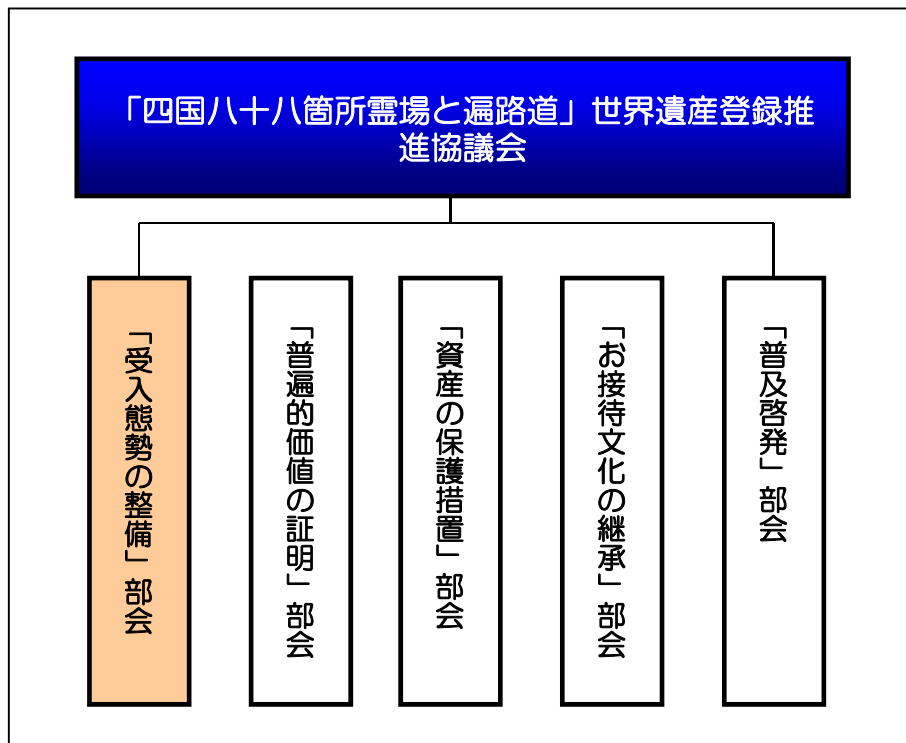 「四国八十八箇所霊場と遍路道」世界遺産登録推
進協議会
「受入態勢の整備」部会
「普遍的価値の証明」部会
「資産の保護措置」部会
「お接待文化の継承」部会
「普及啓発」部会